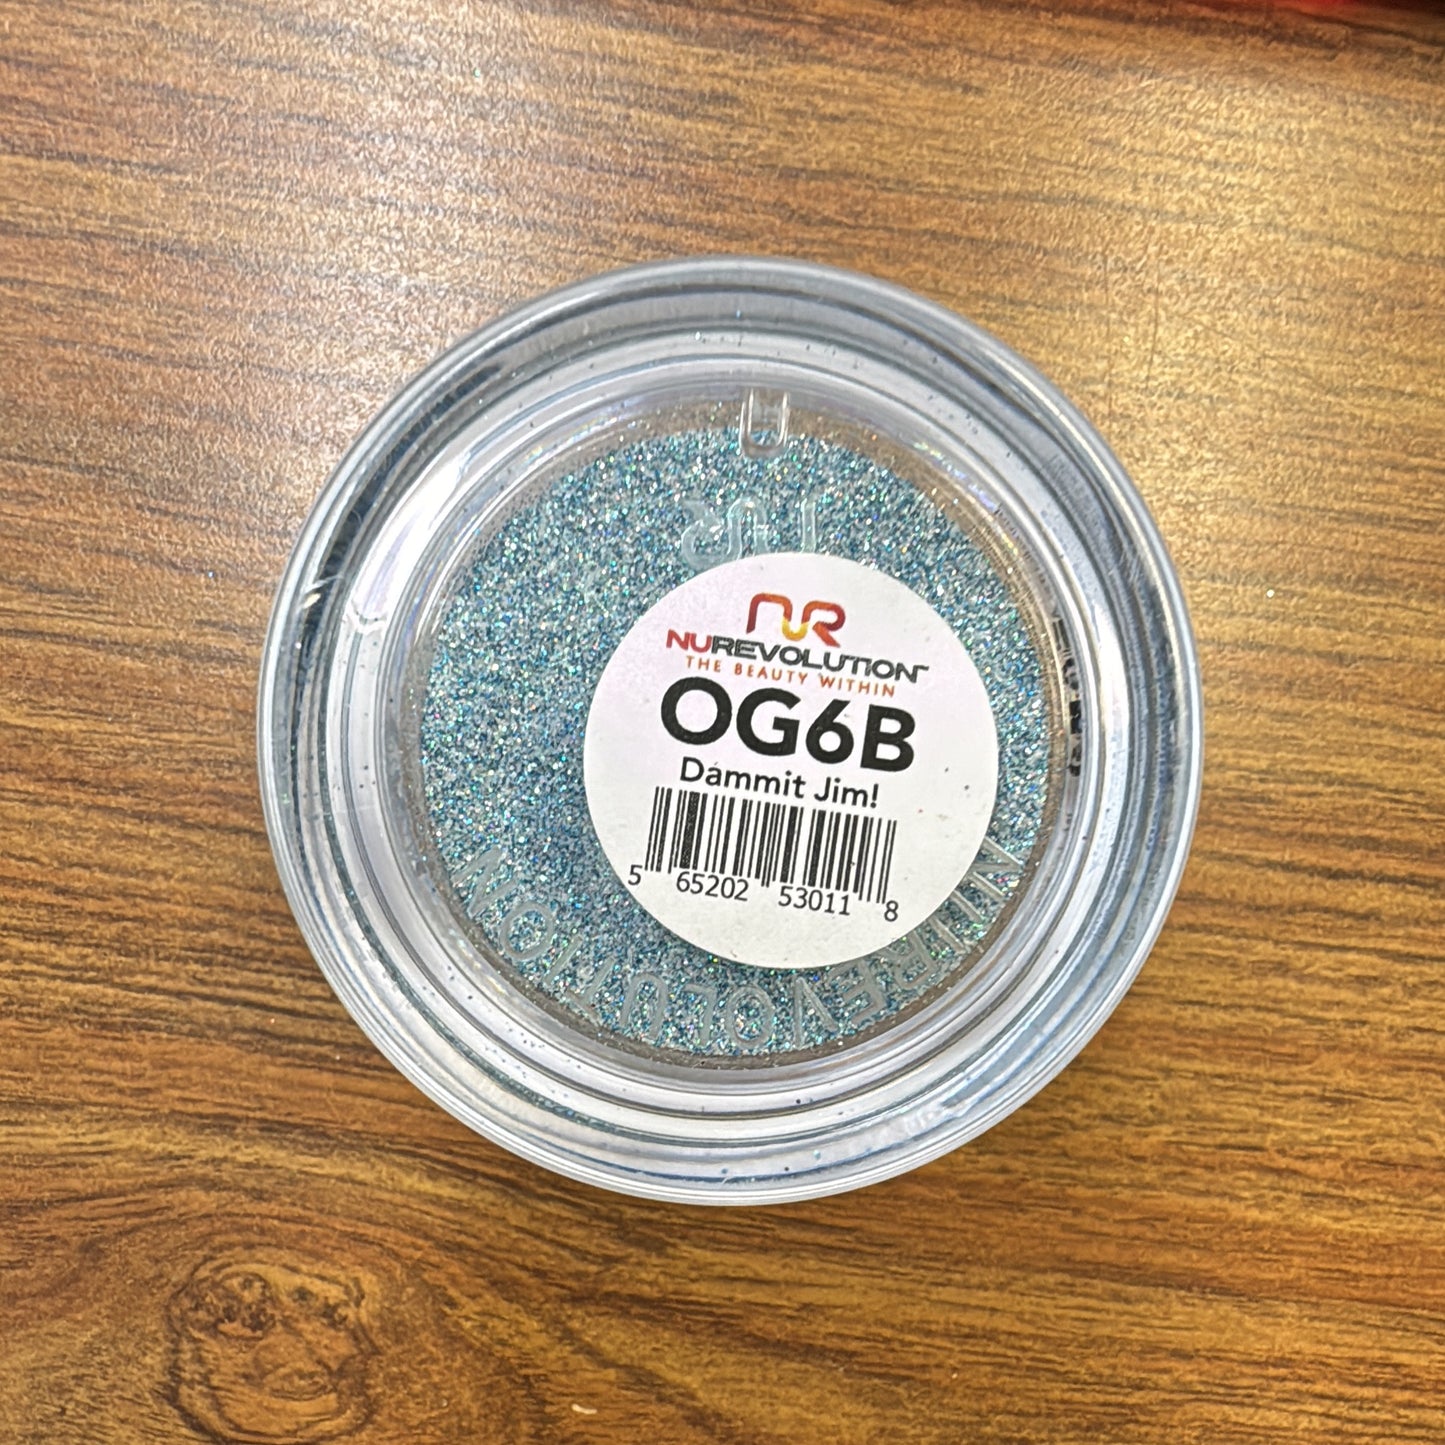 NR
NUREVOLUTION
THE BEAUTY WITHIN
OG6B
Dammit Jim!
5 65202 53011 8
NUREVOLUTION